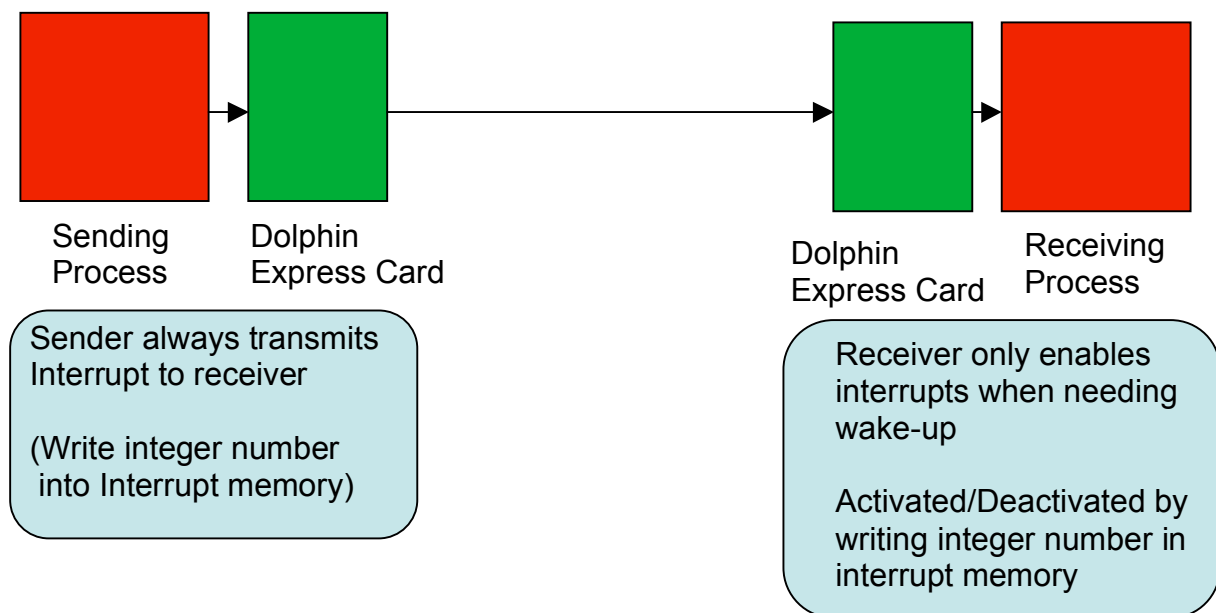 Sending
Process
Dolphin
Express Card
Dolphin
Express Card
Receiving
Process
Sender always transmits
Interrupt to receiver
(Write integer number
into Interrupt memory)
Receiver only enables
interrupts when needing
wake-up
Activated/Deactivated by
writing integer number in
interrupt memory